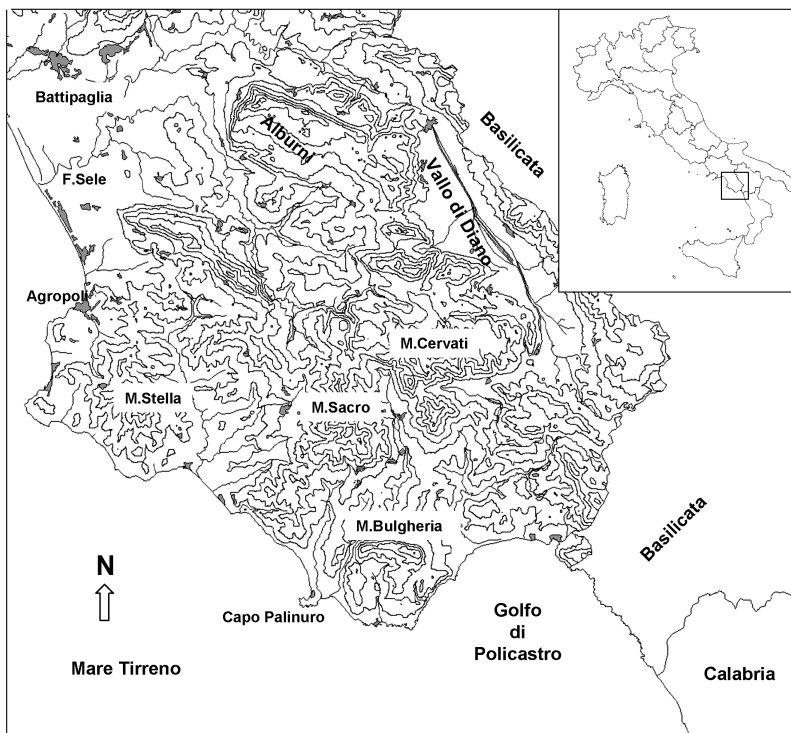 Battipaglia
Alburni
Basilicata
F.Sele
Vallo di Diano
Agropoli
M.Cervati
M.Stella
M.Sacro
M.Bulgheria
Basilicata
N
Capo Palinuro
Golfo
di
Policastro
Mare Tirreno
Calabria